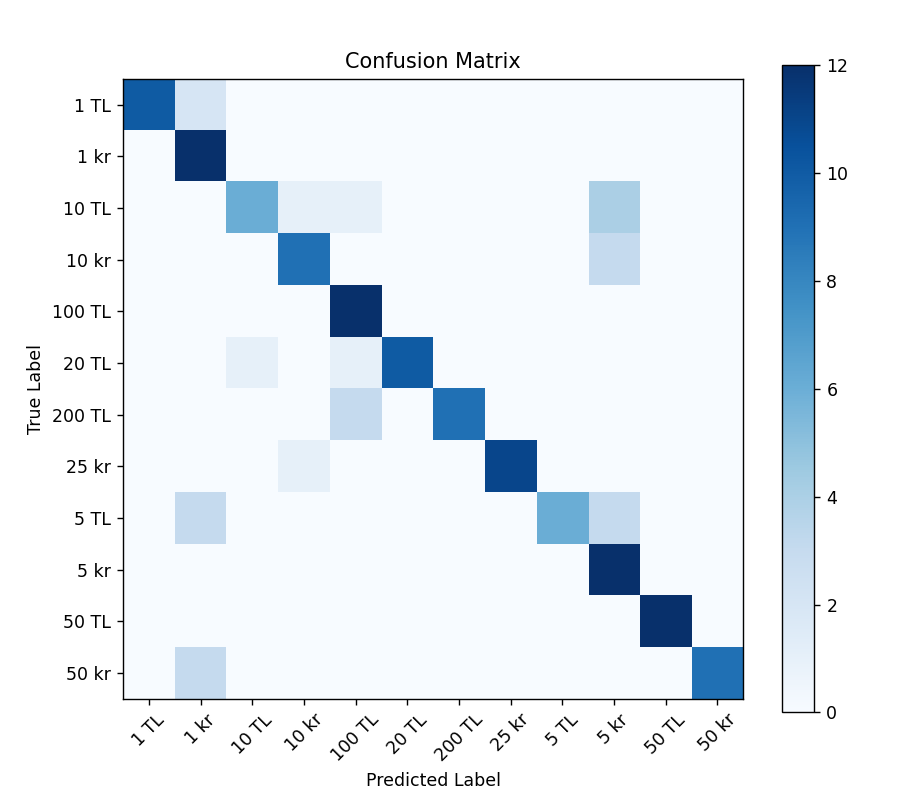 Confusion Matrix
True Label
1 TL
1 kr
10 TL
10 kr
100 TL
20 TL
200 TL
25 kr
5 TL
5 kr
50 TL
50 kr
1 TL
1 kr
10 TL
10 kr
100 TL
20 TL
200 TL
25 kr
5 TL
5 kr
50 TL
50 kr
Predicted Label
12
10
8
6
4
2
0